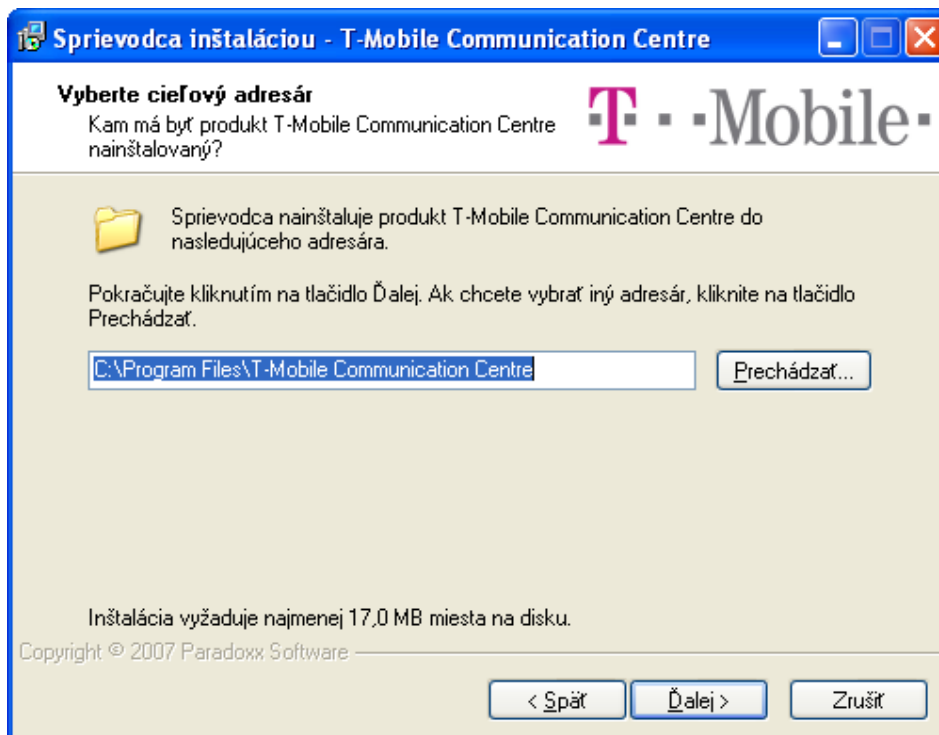 Sprievodca inštaláciou - T-Mobile Communication Centre
Vyberte cieľový adresár
Kam má byť produkt T-Mobile Communication Centre
nainštalovaný?
T · · Mobile ·
Sprievodca nainštaluje produkt T-Mobile Communication Centre do
nasledujúceho adresára.
Pokračujte kliknutím na tlačidlo Ďalej. Ak chcete vybrať iný adresár, kliknite na tlačidlo
Prechádzať.
C:\Program Files\T-Mobile Communication Centre
Prechádzať...
Inštalácia vyžaduje najmenej 17,0 MB miesta na disku.
Copyright © 2007 Paradoxx Software
< Späť
Ďalej >
Zrušiť